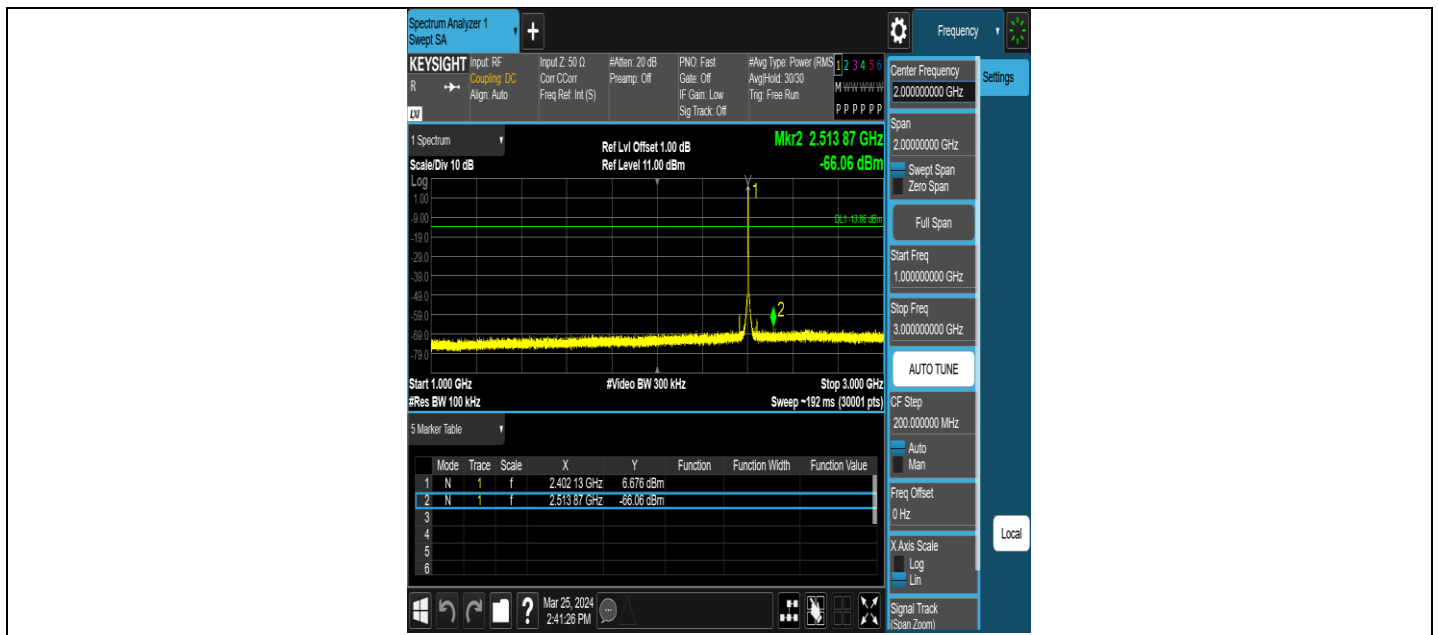 Spectrum Analyzer 1
Swept SA
+
Frequency
KEYSIGHT
R
LXI
Input: RF
Coupling: DC
Align: Auto
Input Z: 50 Ω
Corr CCorr
Freq Ref: Int (S)
#Atten: 20 dB
Preamp: Off
PNO: Fast
Gate: Off
IF Gain: Low
Sig Track: Off
#Avg Type: Power (RMS
Avg|Hold: 30/30
Trig: Free Run
1 2 3 4 5 6
M W W W W W
P P P P P P
1 Spectrum
Scale/Div 10 dB
Ref Lvl Offset 1.00 dB
Ref Level 11.00 dBm
Mkr2 2.513 87 GHz
-66.06 dBm
Log
1.00
-9.00
-19.0
-29.0
-39.0
-49.0
-59.0
-69.0
-79.0
1
DL1 -13.86 dBm
2
Start 1.000 GHz
#Res BW 100 kHz
#Video BW 300 kHz
Stop 3.000 GHz
Sweep ~192 ms (30001 pts)
5 Marker Table
Mode Trace Scale X Y Function Function Width Function Value
1 N 1 f 2.402 13 GHz 6.676 dBm
2 N 1 f 2.513 87 GHz -66.06 dBm
3
4
5
6
?
Mar 25, 2024
2:41:26 PM
Center Frequency
2.000000000 GHz
Settings
Span
2.00000000 GHz
Swept Span
Zero Span
Full Span
Start Freq
1.000000000 GHz
Stop Freq
3.000000000 GHz
AUTO TUNE
CF Step
200.000000 MHz
Auto
Man
Freq Offset
0 Hz
X Axis Scale
Log
Lin
Local
Signal Track
(Span Zoom)